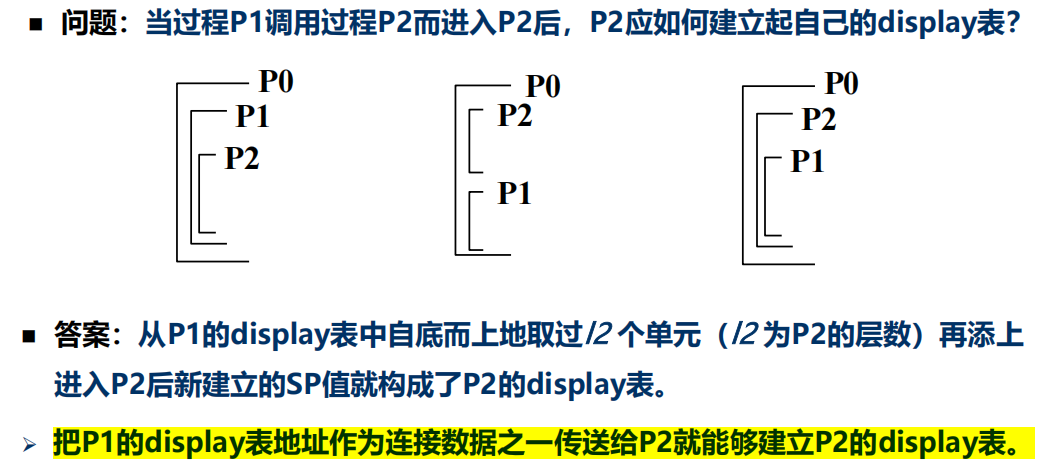 ■ 问题：当过程P1调用过程P2而进入P2后，P2应如何建立起自己的display表？
P0
P1
P2
P0
P2
P1
P0
P2
P1
■ 答案：从P1的display表中自底而上地取过l2个单元（l2为P2的层数）再添上
进入P2后新建立的SP值就构成了P2的display表。
➢ 把P1的display表地址作为连接数据之一传送给P2就能够建立P2的display表。